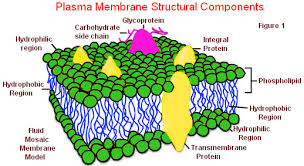 Plasma Membrane Structural Components
Figure 1
Glycoprotein
Carbohydrate
side chain
Hydrophilic
region
Integral
Protein
Phospholipid
Hydrophobic
Region
Hydrophobic
Region
Hydrophilic
Region
Fluid
Mosaic
Membrane
Model
Transmembrane
Protein